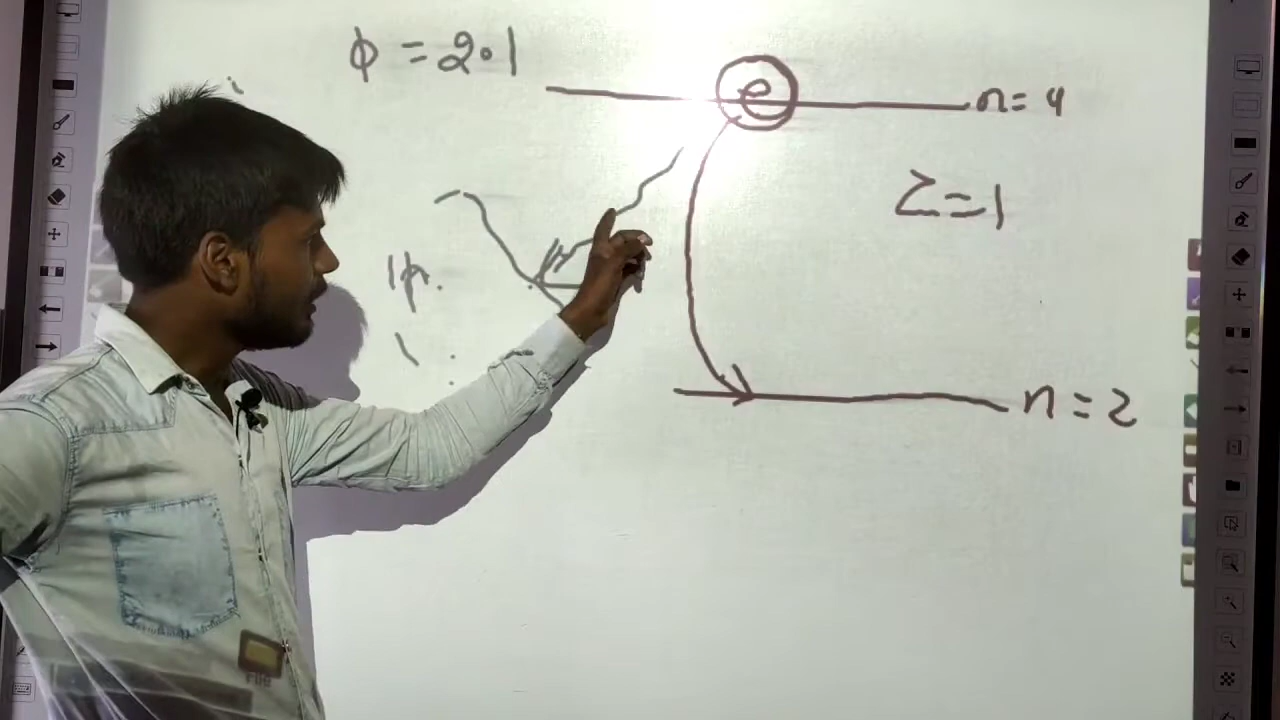 ϕ = 2.1
e
n = 4
Z = 1
n = 2